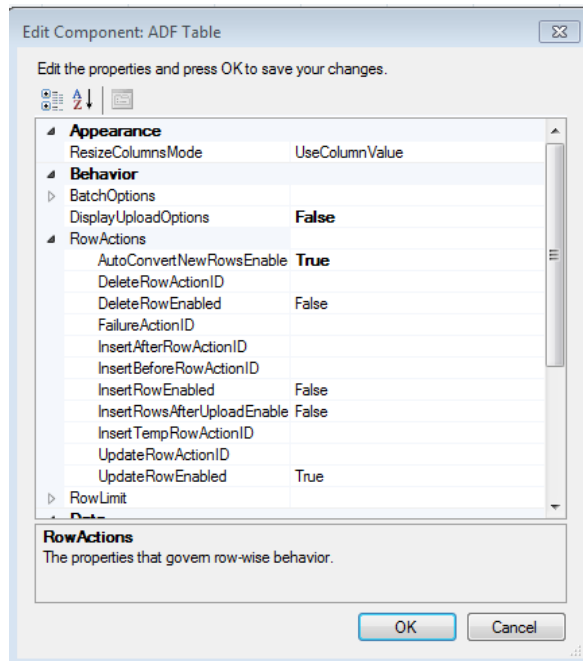 Edit Component: ADF Table
Edit the properties and press OK to save your changes.
Appearance
ResizeColumnsMode UseColumnValue
Behavior
BatchOptions
DisplayUploadOptions False
RowActions
AutoConvertNewRowsEnable True
DeleteRowActionID
DeleteRowEnabled False
FailureActionID
InsertAfterRowActionID
InsertBeforeRowActionID
InsertRowEnabled False
InsertRowsAfterUploadEnable False
InsertTempRowActionID
UpdateRowActionID
UpdateRowEnabled True
RowLimit
Data
RowActions
The properties that govern row-wise behavior.
OK Cancel